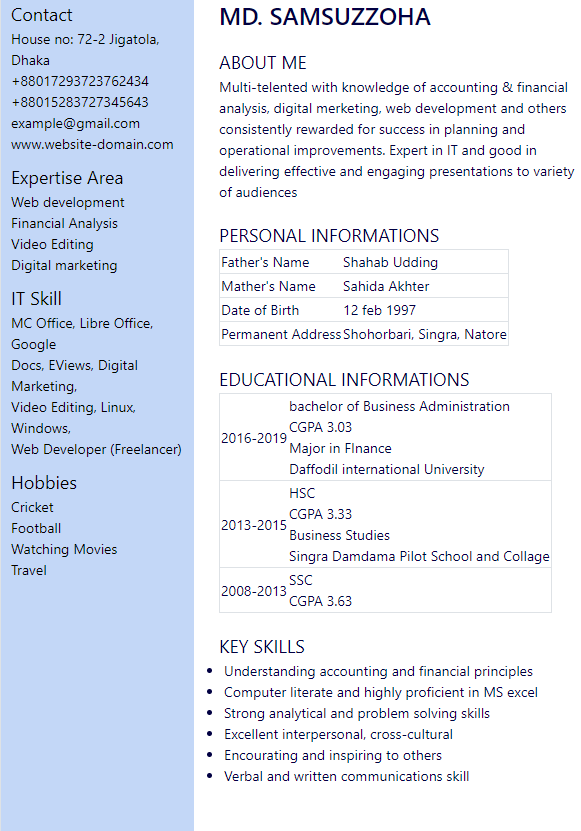 Contact
House no: 72-2 Jigatola,
Dhaka
+88017293723762434
+88015283727345643
example@gmail.com
www.website-domain.com
Expertise Area
Web development
Financial Analysis
Video Editing
Digital marketing
IT Skill
MC Office, Libre Office,
Google
Docs, EViews, Digital
Marketing,
Video Editing, Linux,
Windows,
Web Developer (Freelancer)
Hobbies
Cricket
Football
Watching Movies
Travel
MD. SAMSUZZOHA
ABOUT ME
Multi-telented with knowledge of accounting & financial
analysis, digital merketing, web development and others
consistently rewarded for success in planning and
operational improvements. Expert in IT and good in
delivering effective and engaging presentations to variety
of audiences
PERSONAL INFORMATIONS
Father's Name Shahab Udding
Mather's Name Sahida Akhter
Date of Birth 12 feb 1997
Permanent Address Shohorbari, Singra, Natore
EDUCATIONAL INFORMATIONS
2016-2019
bachelor of Business Administration
CGPA 3.03
Major in FInance
Daffodil international University
2013-2015
HSC
CGPA 3.33
Business Studies
Singra Damdama Pilot School and Collage
2008-2013
SSC
CGPA 3.63
KEY SKILLS
• Understanding accounting and financial principles
• Computer literate and highly proficient in MS excel
• Strong analytical and problem solving skills
• Excellent interpersonal, cross-cultural
• Encourating and inspiring to others
• Verbal and written communications skill